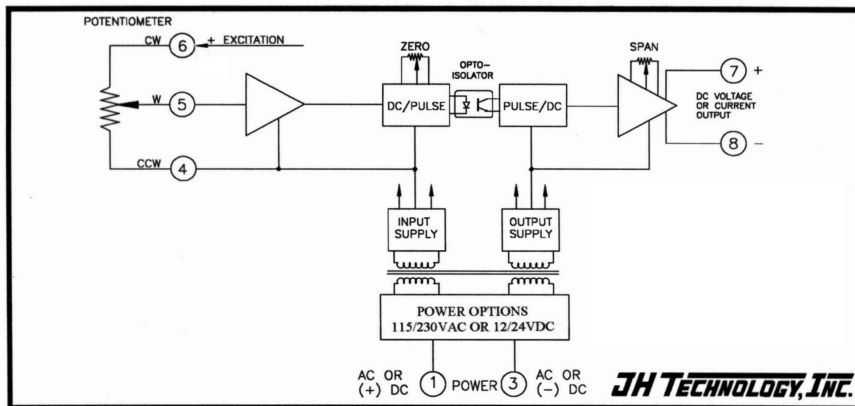 POTENTIOMETER
CW 6 + EXCITATION
W 5
CCW 4
ZERO
OPTO-
ISOLATOR
SPAN
DC/PULSE
PULSE/DC
7 +
DC VOLTAGE
OR CURRENT
OUTPUT
8 −
INPUT
SUPPLY
OUTPUT
SUPPLY
POWER OPTIONS
115/230VAC OR 12/24VDC
AC OR
(+) DC
1 POWER 3
AC OR
(−) DC
JH TECHNOLOGY, INC.